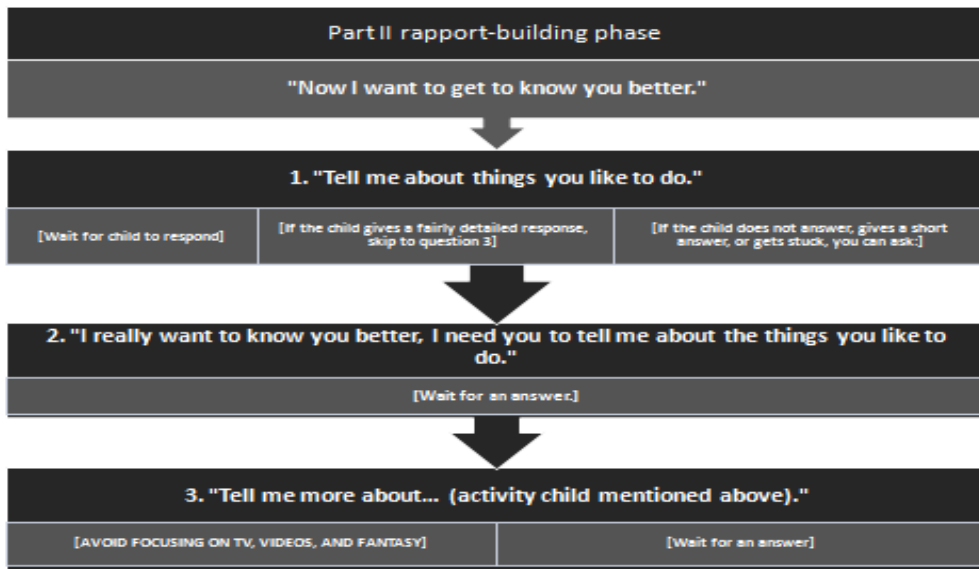 Part II rapport-building phase
"Now I want to get to know you better."
1. "Tell me about things you like to do."
[Wait for child to respond]
[If the child gives a fairly detailed response,
skip to question 3]
[If the child does not answer, gives a short
answer, or gets stuck, you can ask:]
2. "I really want to know you better, I need you to tell me about the things you like to
do."
[Wait for an answer.]
3. "Tell me more about... (activity child mentioned above)."
[AVOID FOCUSING ON TV, VIDEOS, AND FANTASY]
[Wait for an answer]